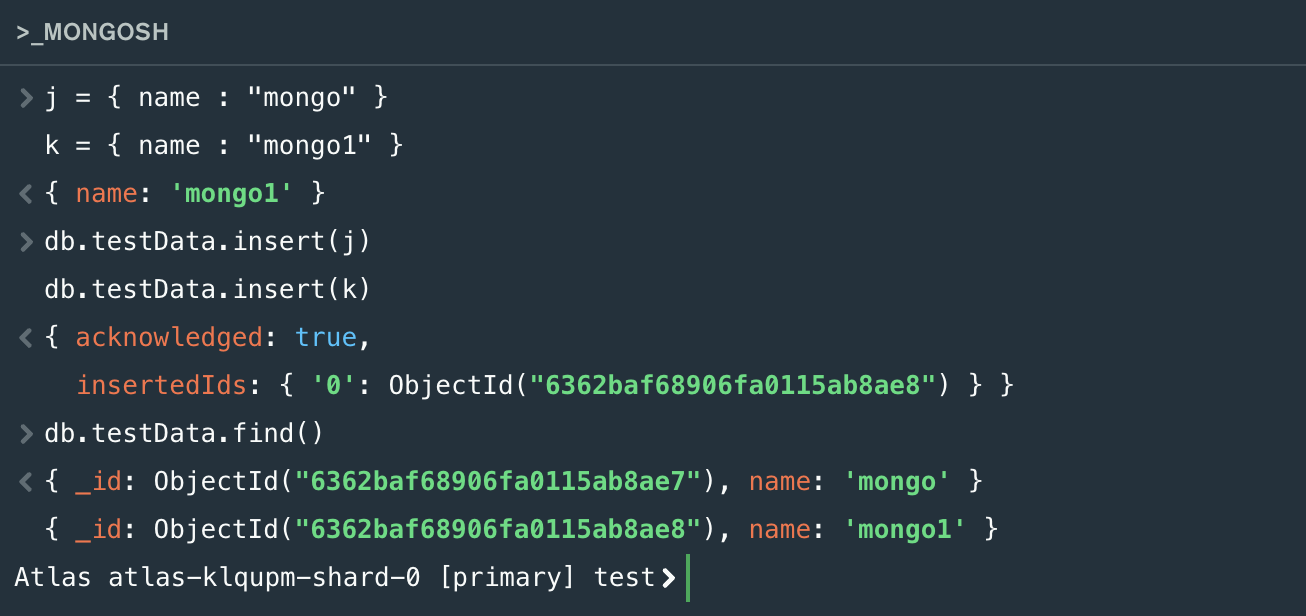 >_MONGOSH
> j = { name : "mongo" }
k = { name : "mongo1" }
< { name: 'mongo1' }
> db.testData.insert(j)
db.testData.insert(k)
< { acknowledged: true,
insertedIds: { '0': ObjectId("6362baf68906fa0115ab8ae8") } }
> db.testData.find()
< { _id: ObjectId("6362baf68906fa0115ab8ae7"), name: 'mongo' }
{ _id: ObjectId("6362baf68906fa0115ab8ae8"), name: 'mongo1' }
Atlas atlas-klqupm-shard-0 [primary] test>